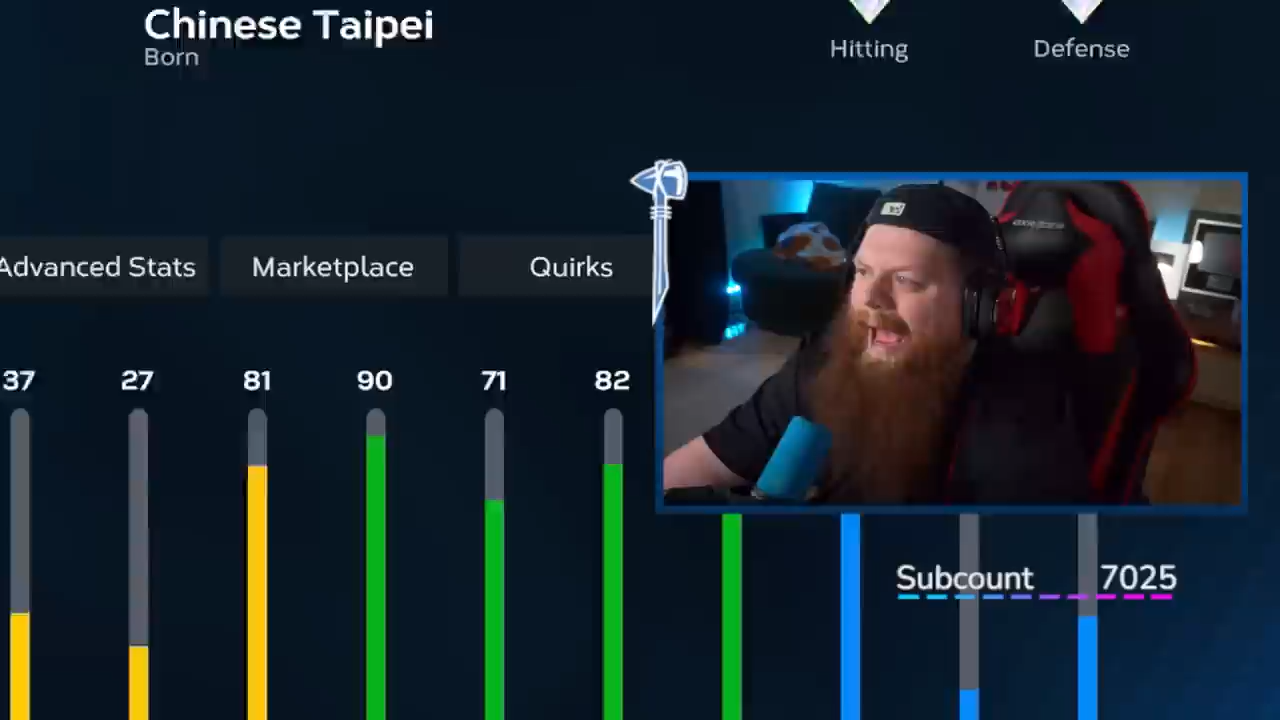 Chinese Taipei
Born
Hitting
Defense
Advanced Stats
Marketplace
Quirks
37
27
81
90
71
82
Subcount 7025